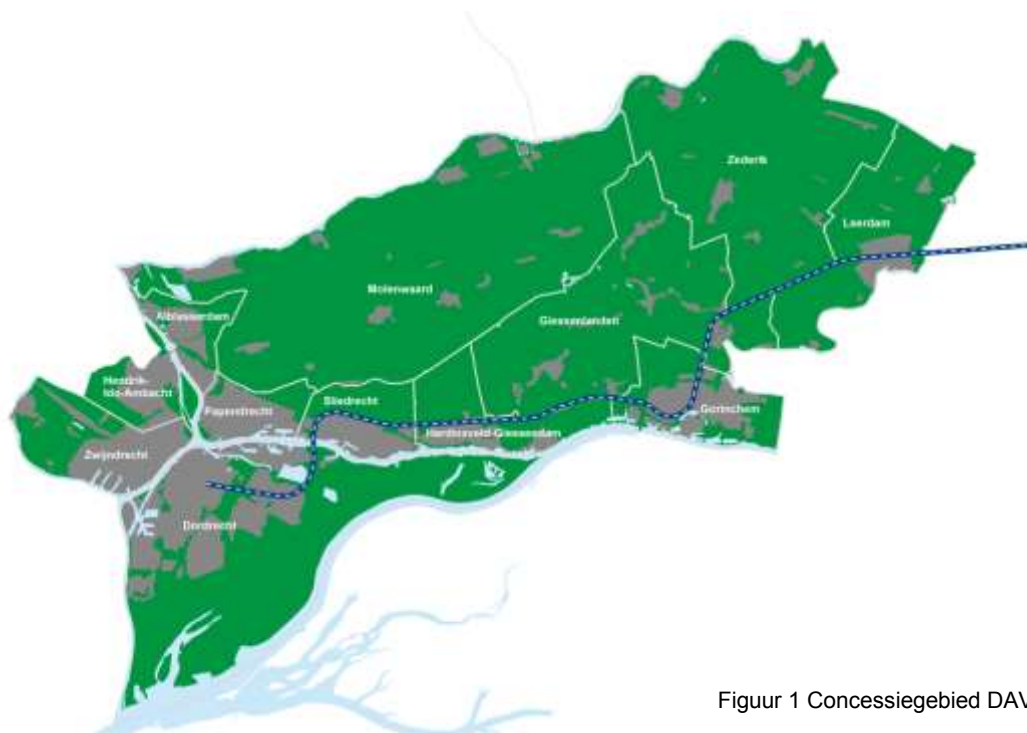 Zederik
Leerdam
Molenwaard
Giessenlanden
Alblasserdam
Hendrik-
Ido-Ambacht
Papendrecht
Sliedrecht
Gorinchem
Hardinxveld-Giessendam
Zwijndrecht
Dordrecht
Figuur 1 Concessiegebied DAV